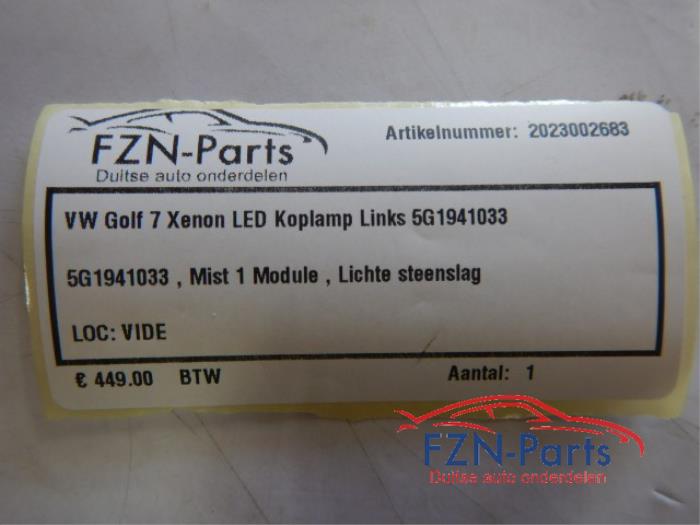 FZN-Parts
Duitse auto onderdelen
Artikelnummer: 2023002683
VW Golf 7 Xenon LED Koplamp Links 5G1941033
5G1941033 , Mist 1 Module , Lichte steenslag
LOC: VIDE
€ 449.00 BTW
Aantal: 1
FZN-Parts
Duitse auto onderdelen